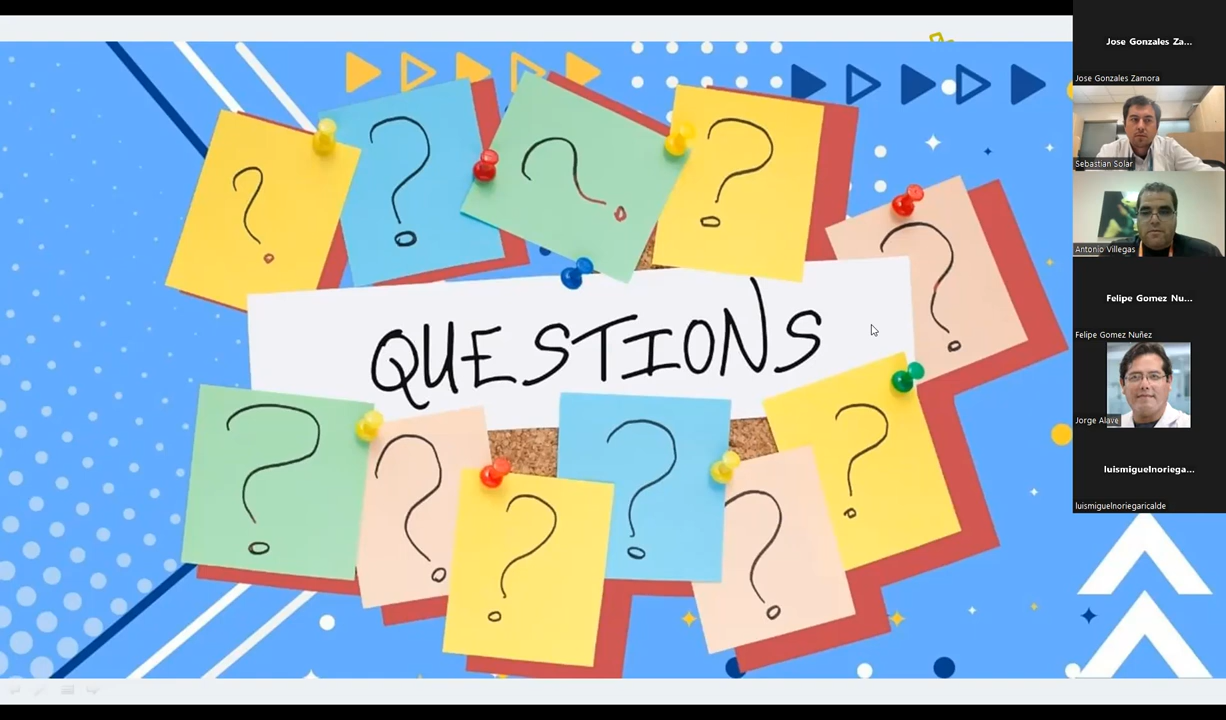 ?
?
?
?
?
QUESTIONS
?
?
?
?
?
?
Jose Gonzales Za...
Jose Gonzales Zamora
Sebastian Solar
Antonio Villegas
Felipe Gomez Nu...
Felipe Gomez Nuñez
Jorge Alave
luismiguelnoriega...
luismiguelnoriegaricalde